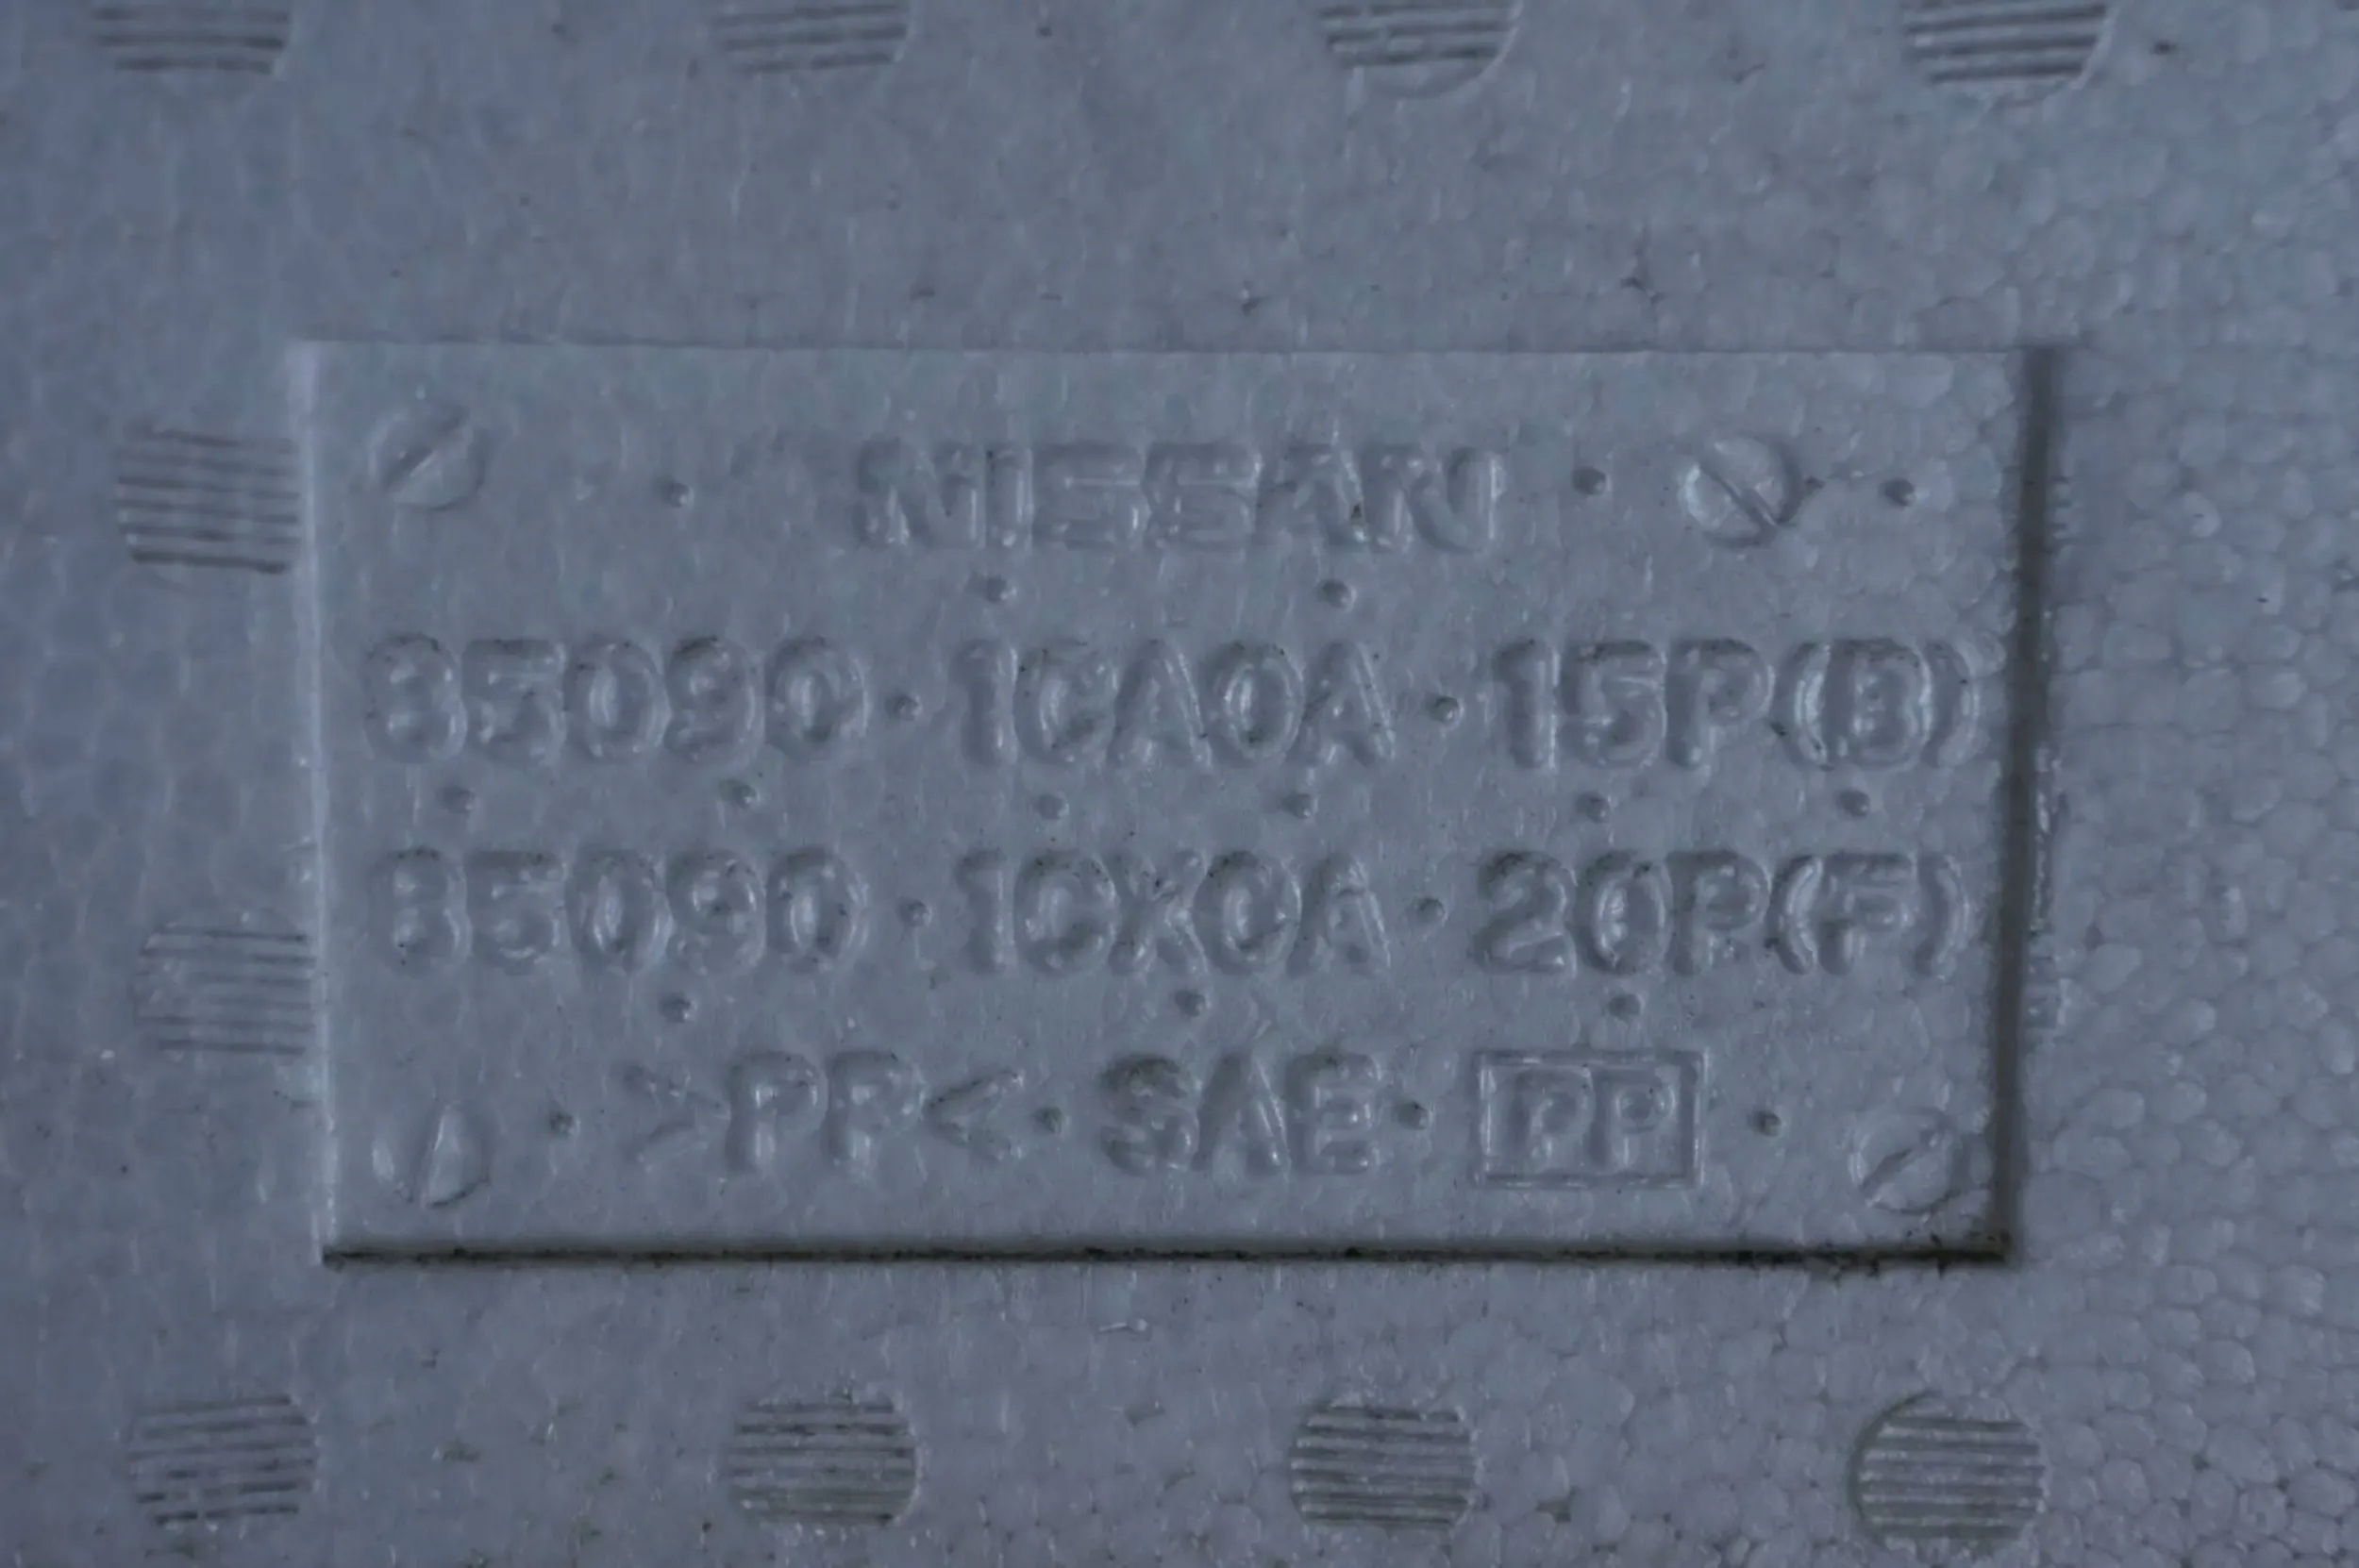 NISSAN
85090·1CA0A·15P(B)
85090·1CX0A·20P(F)
>PP<·SAE·PP